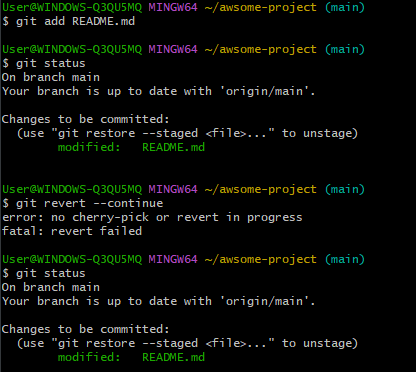 User@WINDOWS-Q3QU5MQ MINGW64 ~/awsome-project (main)
$ git add README.md
User@WINDOWS-Q3QU5MQ MINGW64 ~/awsome-project (main)
$ git status
On branch main
Your branch is up to date with 'origin/main'.
Changes to be committed:
  (use "git restore --staged <file>..." to unstage)
        modified:   README.md
User@WINDOWS-Q3QU5MQ MINGW64 ~/awsome-project (main)
$ git revert --continue
error: no cherry-pick or revert in progress
fatal: revert failed
User@WINDOWS-Q3QU5MQ MINGW64 ~/awsome-project (main)
$ git status
On branch main
Your branch is up to date with 'origin/main'.
Changes to be committed:
  (use "git restore --staged <file>..." to unstage)
        modified:   README.md